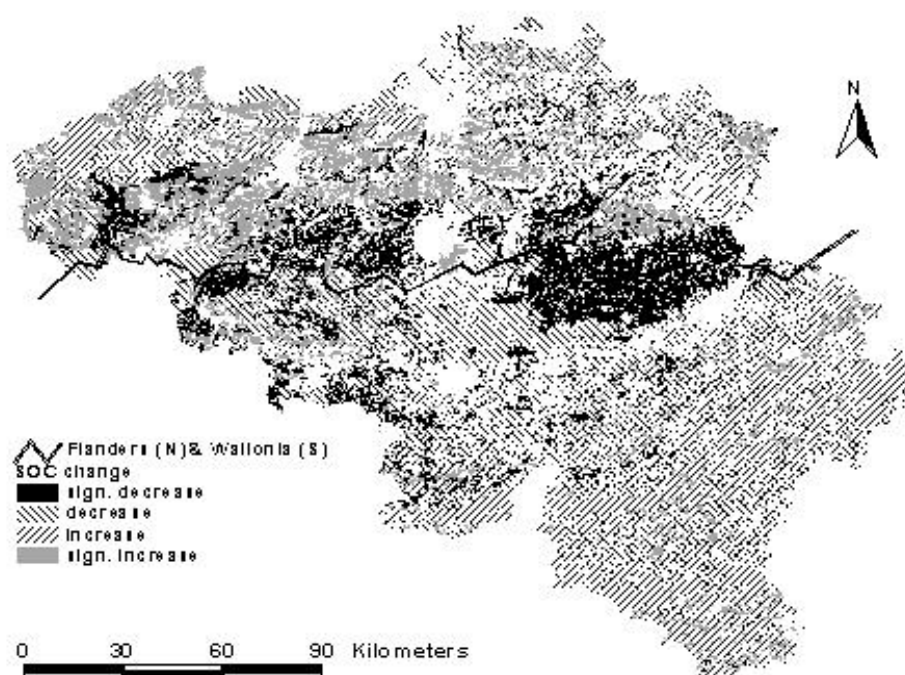 N
Flanders (N) & Wallonia (S)
SOC change
sign. decrease
decrease
increase
sign. increase
0 30 60 90 Kilometers